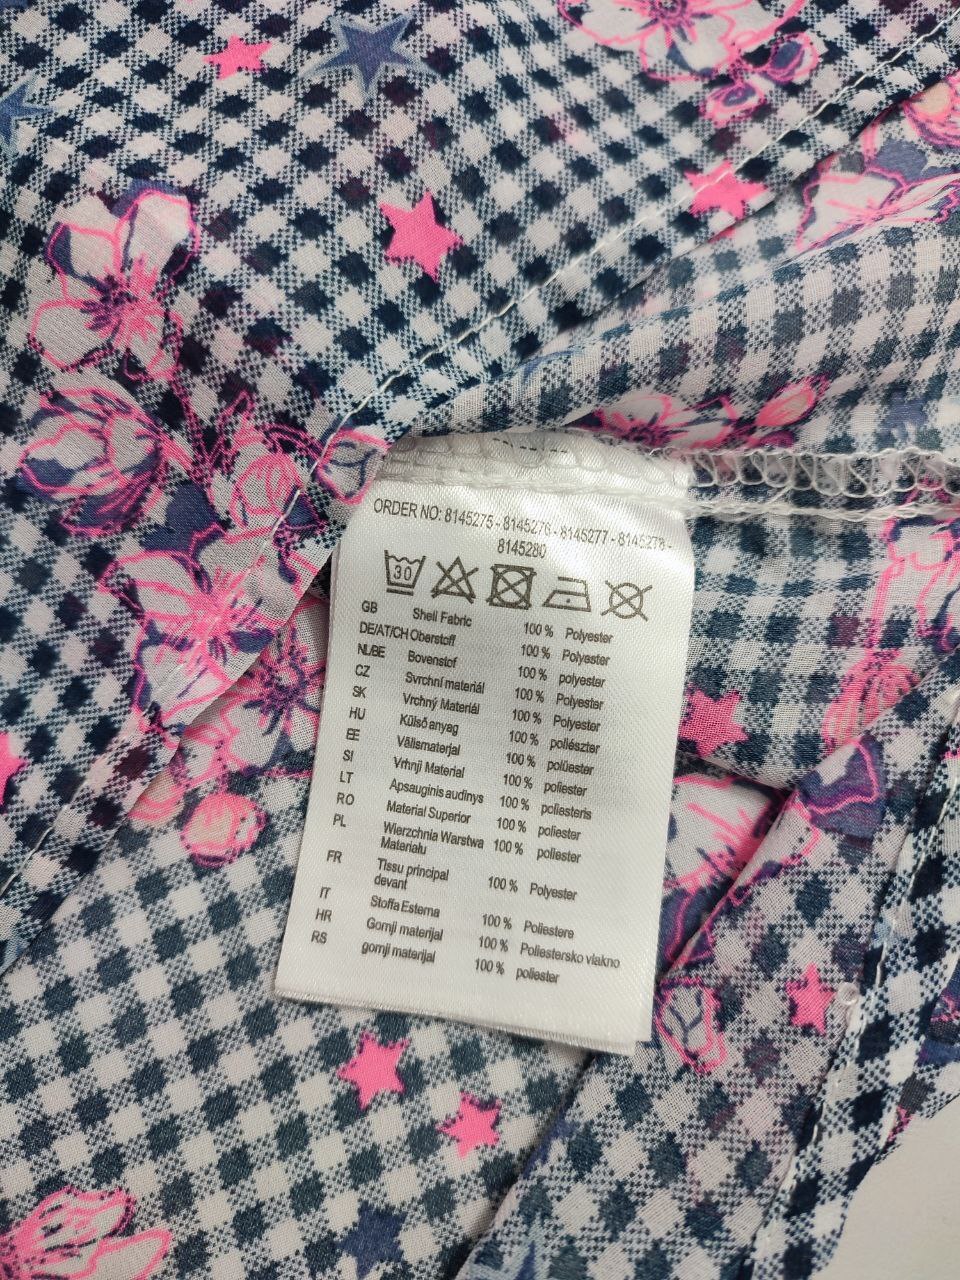 ORDER NO: 8145275 - 8145276 - 8145277 - 8145278 -
8145280
30
GB Shell Fabric 100 % Polyester
DE/AT/CH Oberstoff 100 % Polyester
NL/BE Bovenstof 100 % polyester
CZ Svrchní materiál 100 % Polyester
SK Vrchný Materiál 100 % Polyester
HU Külső anyag 100 % poliészter
EE Välismaterjal 100 % polüester
SI Vrhnji Material 100 % poliester
LT Apsauginis audinys 100 % poliesteris
RO Material Superior 100 % poliester
PL Wierzchnia Warstwa 100 % poliester
Materiału
FR Tissu principal 100 % Polyester
devant
IT Stoffa Esterna 100 % Poliestere
HR Gornji materijal 100 % Poliestersko vlakno
RS gornji materijal 100 % poliester